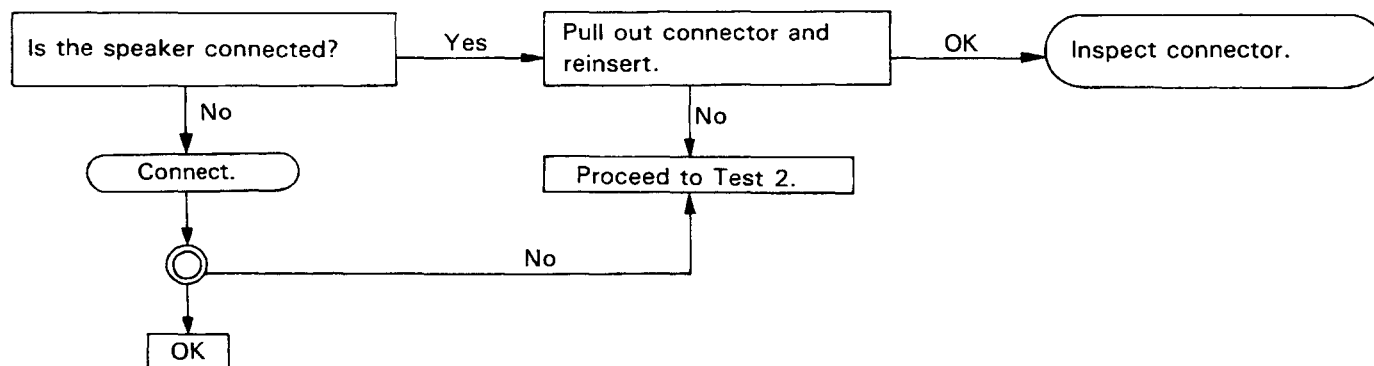 Is the speaker connected?
Yes
Pull out connector and
reinsert.
OK
Inspect connector.
No
No
Connect.
Proceed to Test 2.
No
OK